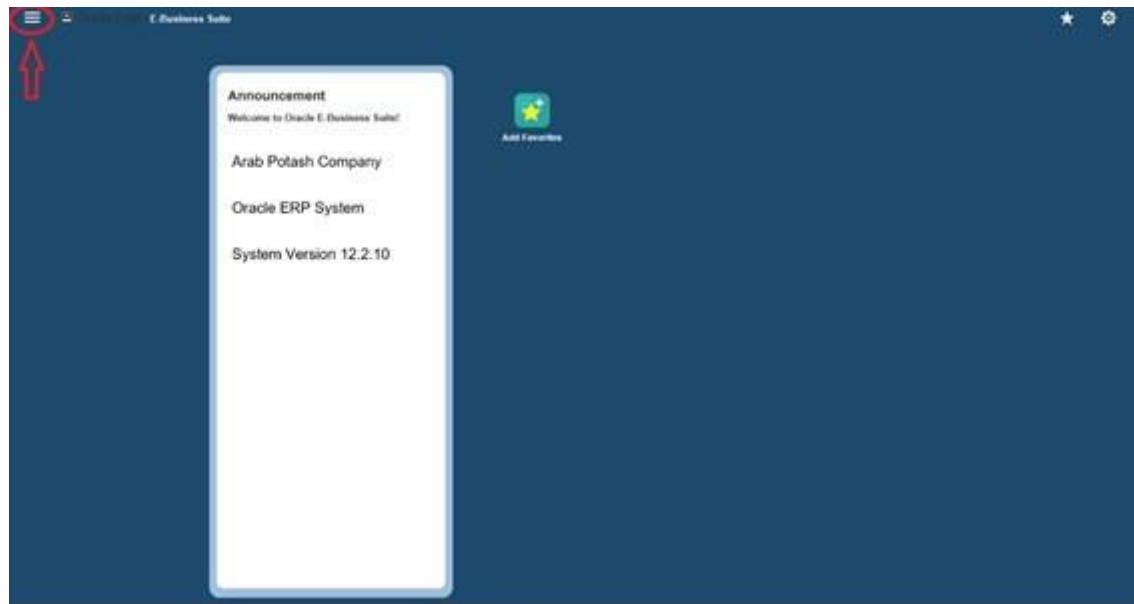 E-Business Suite
Announcement
Welcome to Oracle E-Business Suite!
Add Favorites
Arab Potash Company
Oracle ERP System
System Version 12.2.10